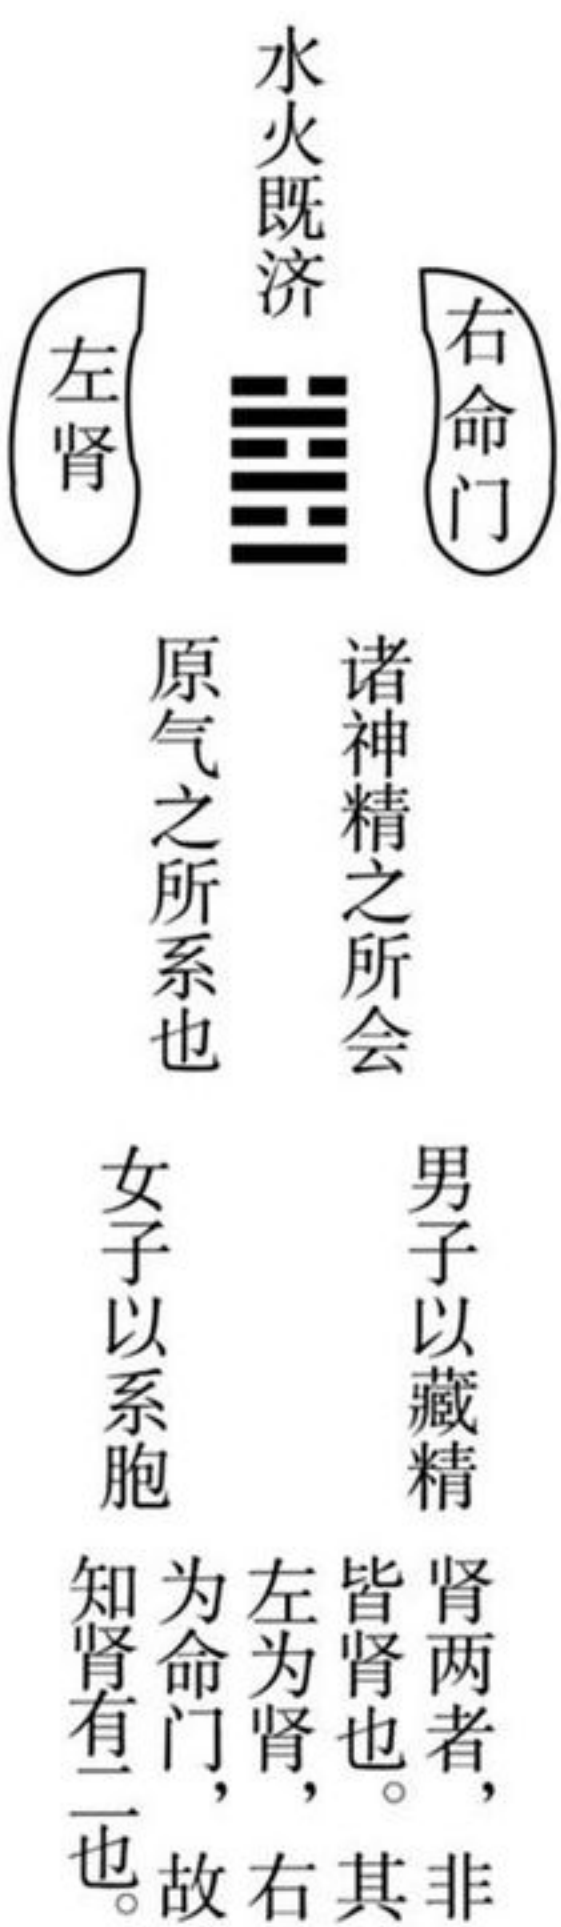 水火既济
右命门
左肾
诸神精之所会
原气之所系也
男子以藏精
女子以系胞
肾两者，非
皆肾也。其
左为肾，右
为命门，故
知肾有二也。